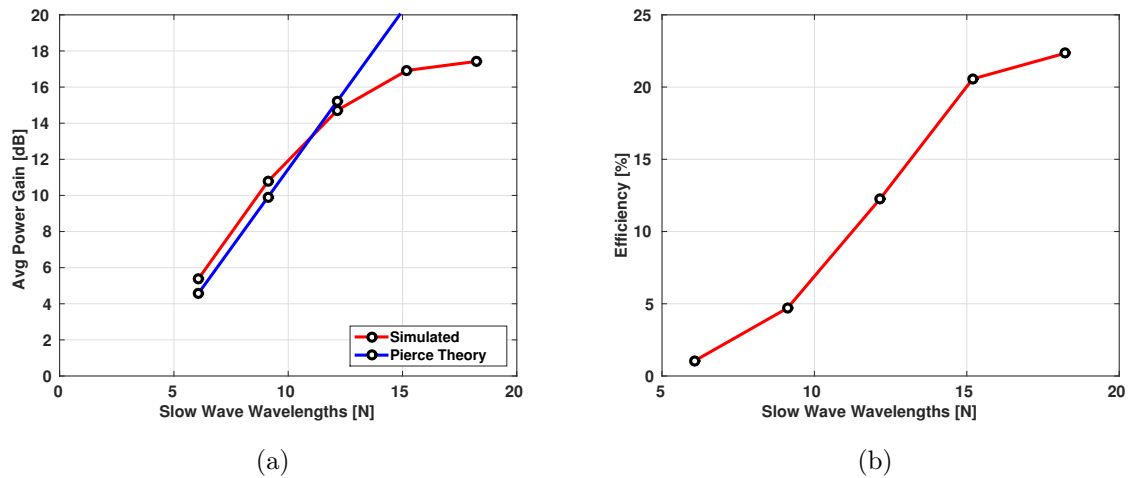 20
18
16
14
12
10
8
6
4
2
0
Avg Power Gain [dB]
Simulated
Pierce Theory
0 5 10 15 20
Slow Wave Wavelengths [N]
(a)
25
20
15
10
5
0
Efficiency [%]
5 10 15 20
Slow Wave Wavelengths [N]
(b)